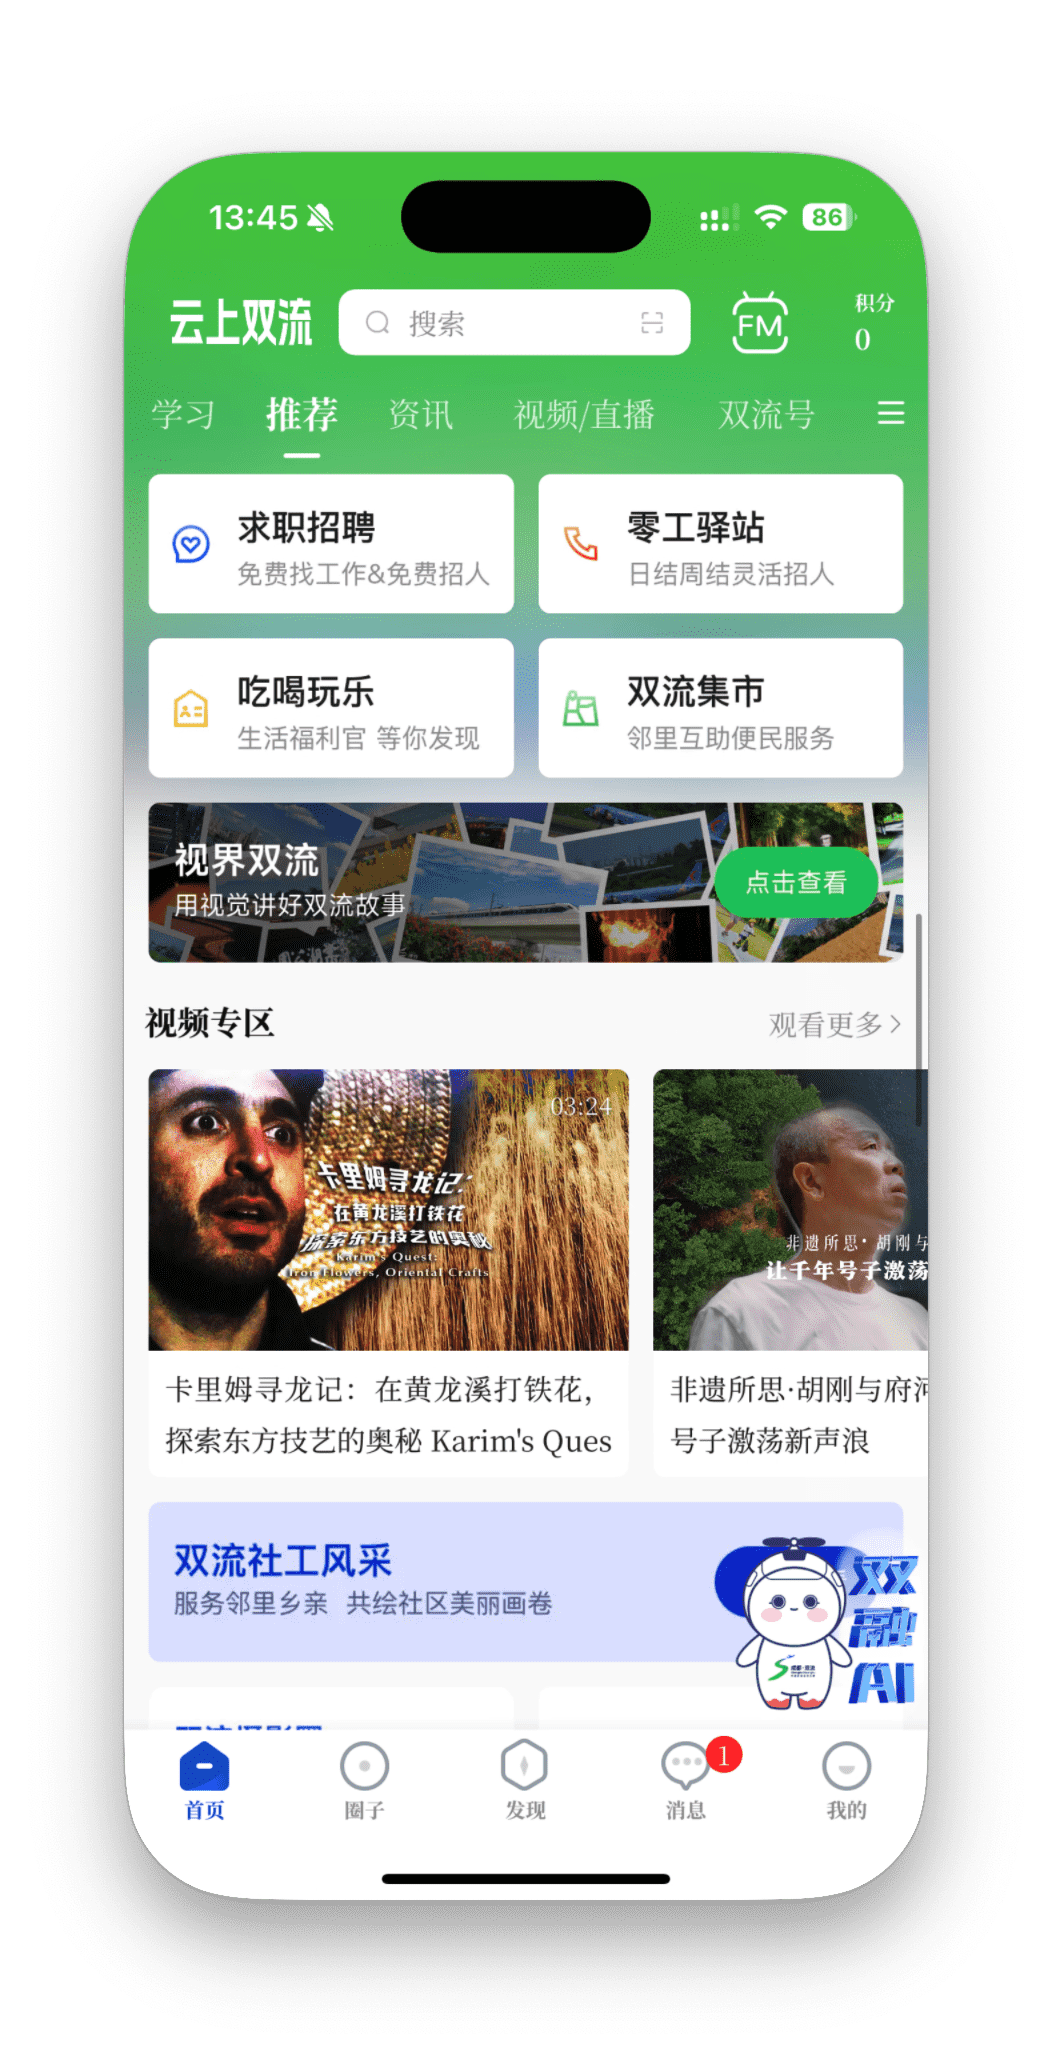 13:45
86
云上双流
搜索
FM
积分
0
学习
推荐
资讯
视频/直播
双流号
求职招聘
免费找工作&免费招人
零工驿站
日结周结灵活招人
吃喝玩乐
生活福利官 等你发现
双流集市
邻里互助便民服务
视界双流
用视觉讲好双流故事
点击查看
视频专区
观看更多
03:24
卡里姆寻龙记:
在黄龙溪打铁花
探索东方技艺的奥秘
Karim's Quest:
Iron Flowers, Oriental Crafts
非遗所思·胡刚与
让千年号子激荡
卡里姆寻龙记：在黄龙溪打铁花，
探索东方技艺的奥秘 Karim's Ques
非遗所思·胡刚与府河
号子激荡新声浪
双流社工风采
服务邻里乡亲 共绘社区美丽画卷
双融AI
首页
圈子
发现
消息
1
我的